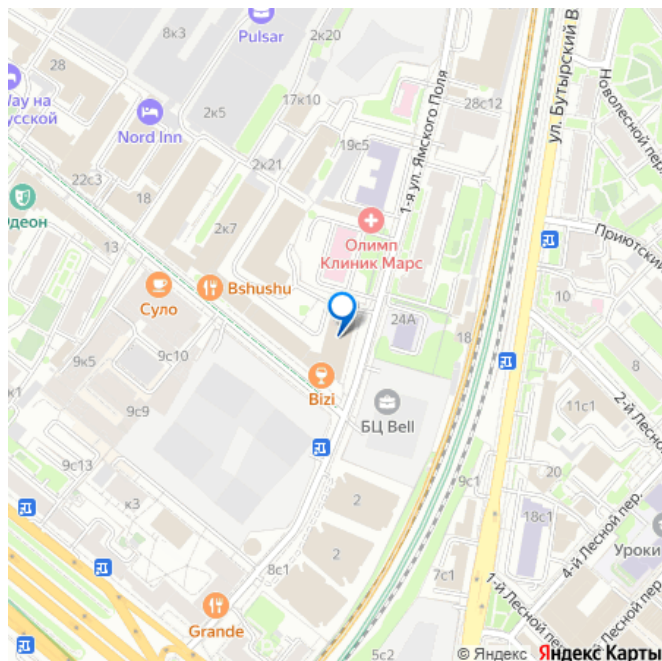 8к3
Pulsar
2к20
28
Nord Inn
17к10
2к5
28с12
ул. Бутырский В
Новолесной пер.
1-я ул. Ямского Поля
19с5
2к21
22с3
18
2к7
Олимп
Клиник Марс
Приютский
13
Bshushu
Суло
10
24А
18
8
9к5
9с10
Bizi
2-й Лесной
11с1
9с9
БЦ Bell
9с13
20
9с1
к3
2
18с1
4-й Лесной пер.
Уроки
2
8с1
7с1
1-й Лесной пер.
Лесной пер.
Grande
5с2
© Яндекс Яндекс Карты